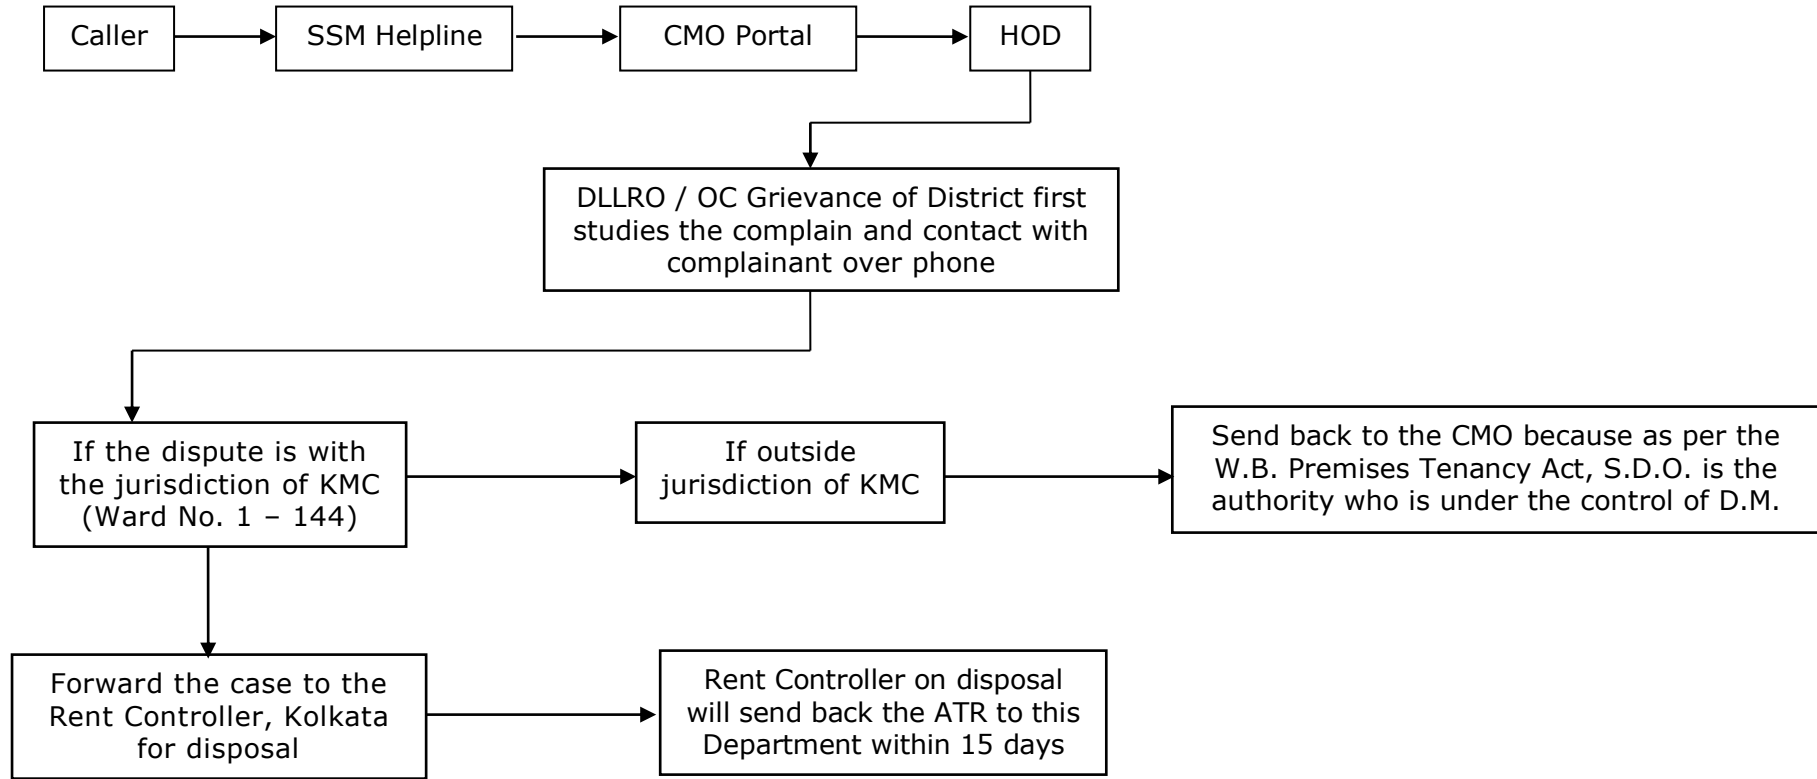 Caller
SSM Helpline
CMO Portal
HOD
DLLRO / OC Grievance of District first
studies the complain and contact with
complainant over phone
If the dispute is with
the jurisdiction of KMC
(Ward No. 1 – 144)
If outside
jurisdiction of KMC
Send back to the CMO because as per the
W.B. Premises Tenancy Act, S.D.O. is the
authority who is under the control of D.M.
Forward the case to the
Rent Controller, Kolkata
for disposal
Rent Controller on disposal
will send back the ATR to this
Department within 15 days